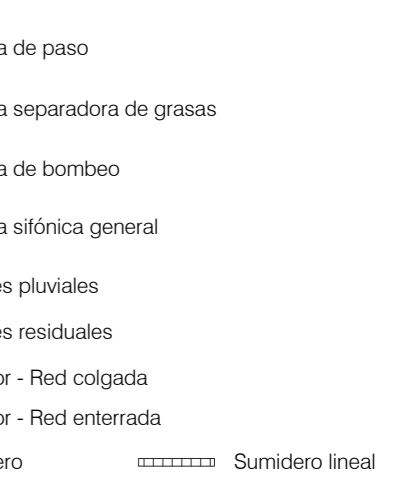 a de paso
a separadora de grasas
a de bombeo
a sifónica general
es pluviales
es residuales
or - Red colgada
or - Red enterrada
ero Sumidero lineal